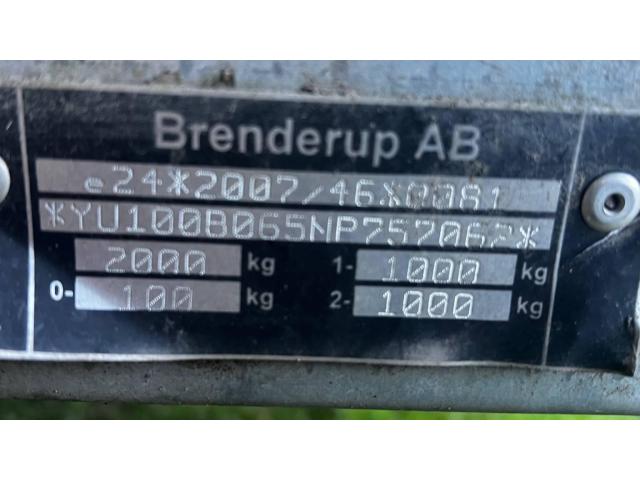 Brenderup AB
e24*2007/46*0081
*YU100B065NP757062*
2000 kg 1- 1000 kg
0- 100 kg 2- 1000 kg